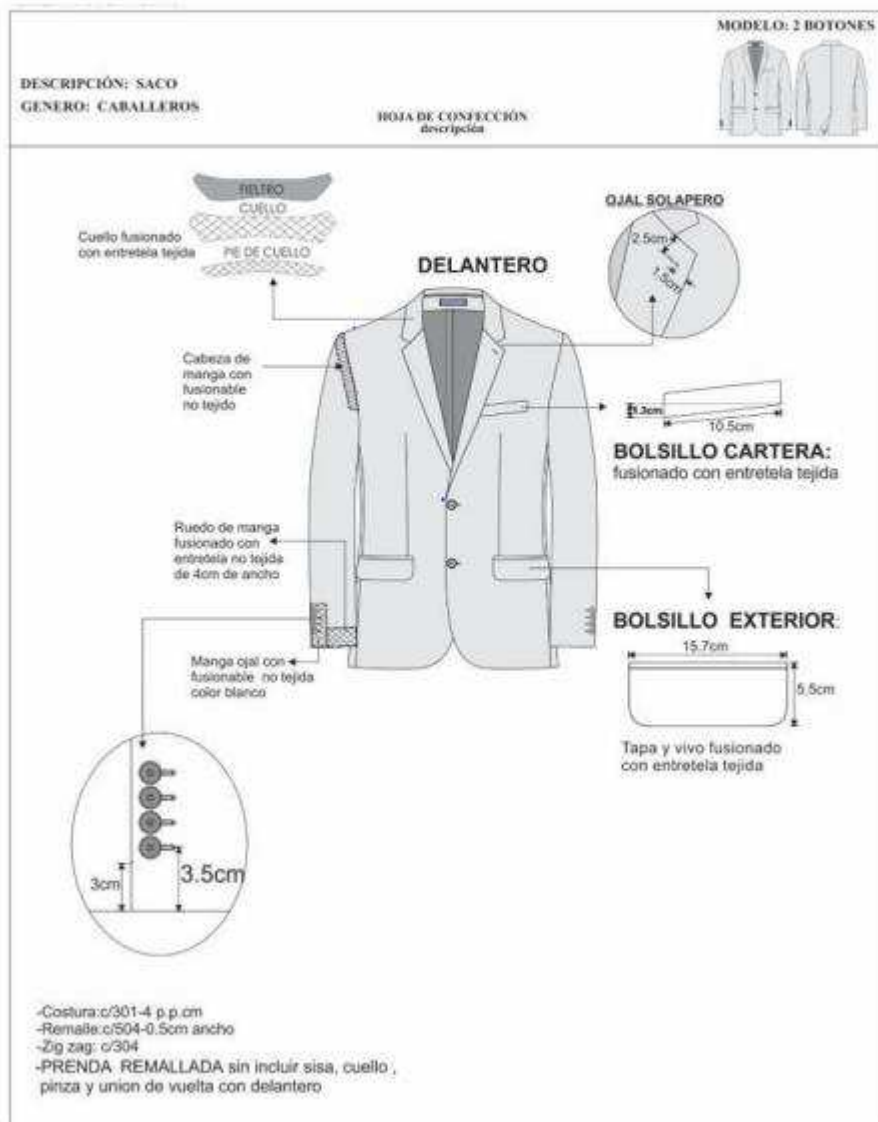 MODELO: 2 BOTONES
DESCRIPCIÓN: SACO
GENERO: CABALLEROS
HOJA DE CONFECCIÓN
descripción
FIELTRO
CUELLO
Cuello fusionado
con entretela tejida
PIE DE CUELLO
OJAL SOLAPERO
2.5cm
1.5cm
DELANTERO
Cabeza de
manga con
fusionable
no tejido
10.5cm
BOLSILLO CARTERA:
fusionado con entretela tejida
Ruedo de manga
fusionado con
entretela no tejida
de 4cm de ancho
BOLSILLO EXTERIOR
15.7cm
5.5cm
Manga ojal con
fusionable no tejida
color blanco
Tapa y vivo fusionado
con entretela tejida
3cm
3.5cm
-Costura:c/301-4 p.p.cm
-Remalle:c/504-0.5cm ancho
-Zig zag: c/304
-PRENDA REMALLADA sin incluir sisa, cuello ,
pinza y union de vuelta con delantero